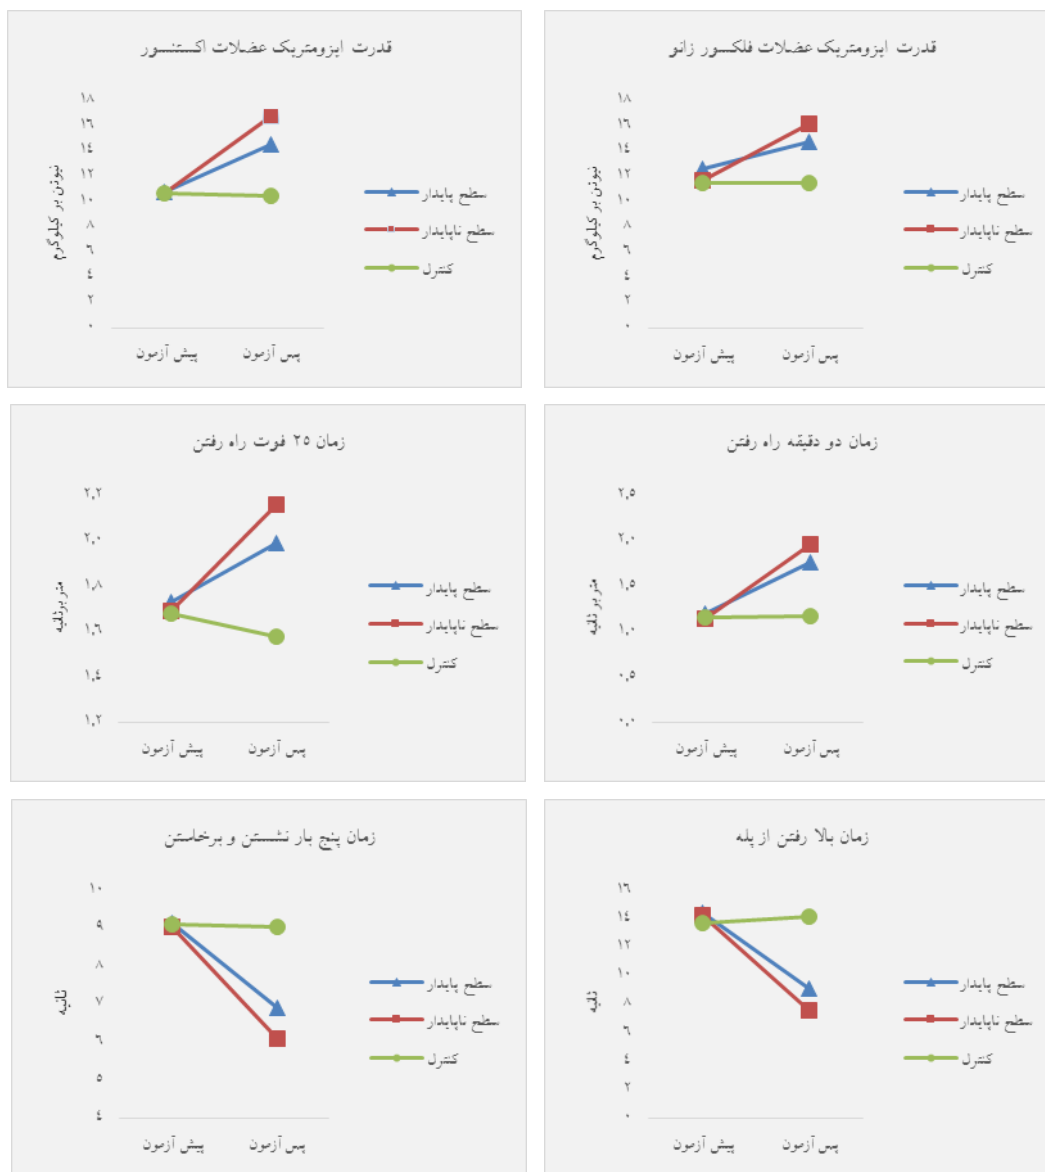 قدرت ایزومتریک عضلات فلکسور زانو
۱۸
۱۶
۱۴
۱۲
۱۰
۸
۶
۴
۲
۰
نیوتن بر کیلوگرم
پیش آزمون
پس آزمون
سطح پایدار
سطح ناپایدار
کنترل
قدرت ایزومتریک عضلات اکستنسور
۱۸
۱۶
۱۴
۱۲
۱۰
۸
۶
۴
۲
۰
نیوتن بر کیلوگرم
پیش آزمون
پس آزمون
سطح پایدار
سطح ناپایدار
کنترل
زمان دو دقیقه راه رفتن
۲,۵
۲,۰
۱,۵
۱,۰
۰,۵
۰,۰
متر بر ثانیه
پیش آزمون
پس آزمون
سطح پایدار
سطح ناپایدار
کنترل
زمان ۲۵ فوت راه رفتن
۲,۲
۲,۰
۱,۸
۱,۶
۱,۴
۱,۲
متر برثانیه
پیش آزمون
پس آزمون
سطح پایدار
سطح ناپایدار
کنترل
زمان بالا رفتن از پله
۱۶
۱۴
۱۲
۱۰
۸
۶
۴
۲
۰
ثانیه
پیش آزمون
پس آزمون
سطح پایدار
سطح ناپایدار
کنترل
زمان پنج بار نشستن و برخاستن
۱۰
۹
۸
۷
۶
۵
۴
ثانیه
پیش آزمون
پس آزمون
سطح پایدار
سطح ناپایدار
کنترل